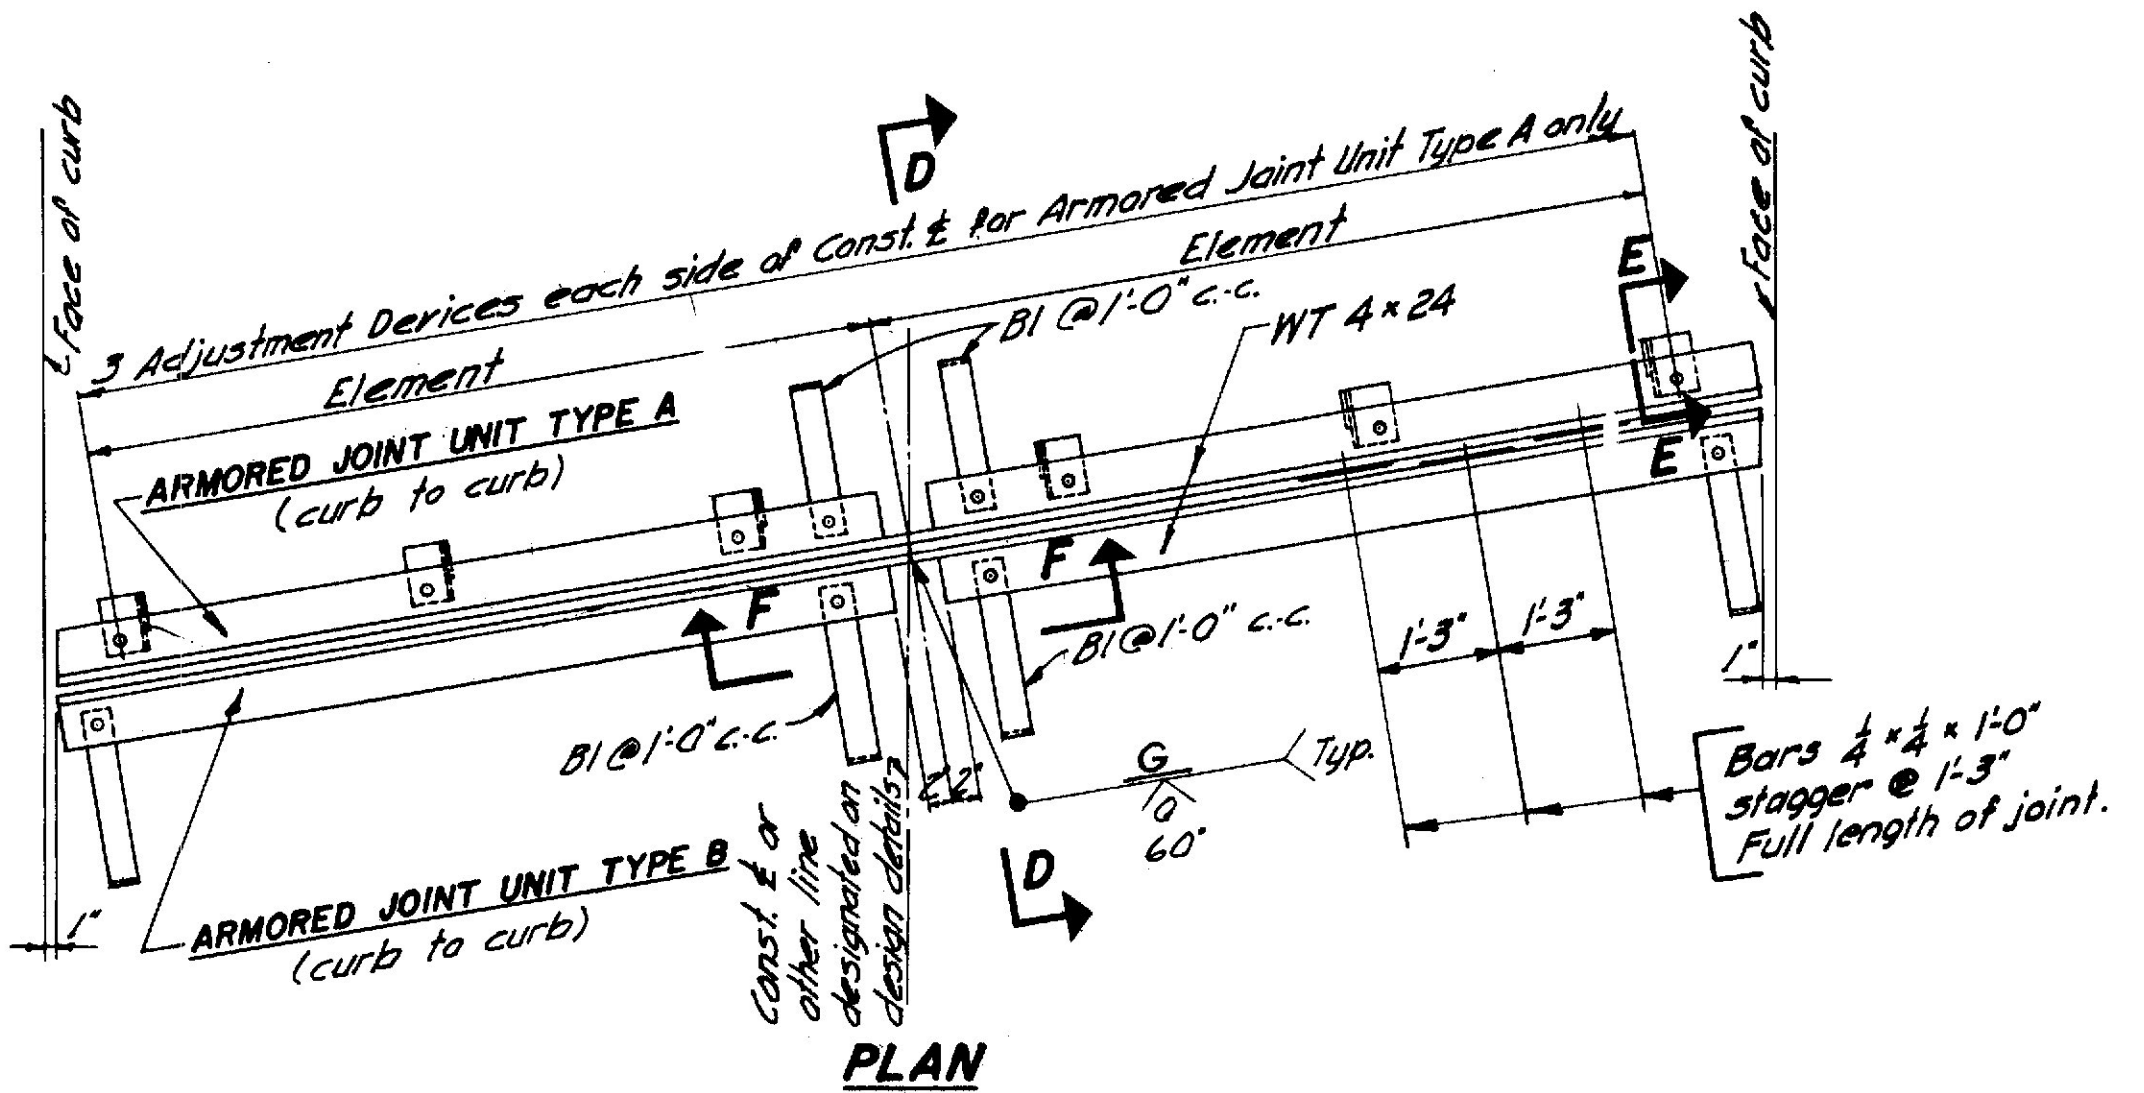 Face of curb
Face of curb
D
3 Adjustment Devices each side of Const. ℄ for Armored Joint Unit Type A only
Element
Element
E
B1 @ 1'-0" c.-c.
WT 4 x 24
ARMORED JOINT UNIT TYPE A
(curb to curb)
E
F
F
B1 @ 1'-0" c.-c.
B1 @ 1'-0" c.-c.
1'-3"
1'-3"
1"
2"
2"
G
60°
Typ.
Bars 1/4 x 1/4 x 1'-0"
stagger @ 1'-3"
Full length of joint.
D
ARMORED JOINT UNIT TYPE B
(curb to curb)
1"
Const. ℄ or
other line
designated on
design details
PLAN